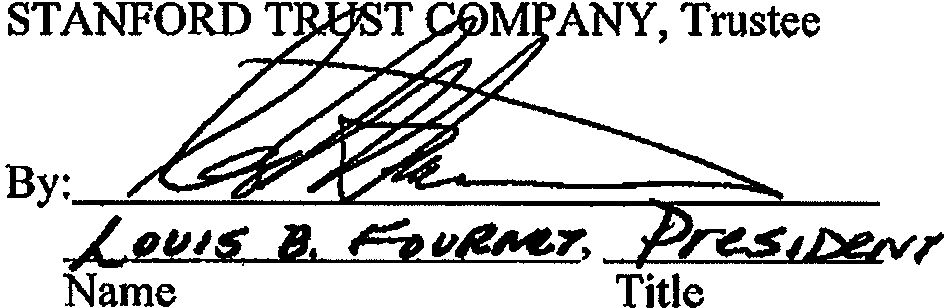 STANFORD TRUST COMPANY, Trustee
By:
LOUIS B. FOURNET, PRESIDENT
Name Title